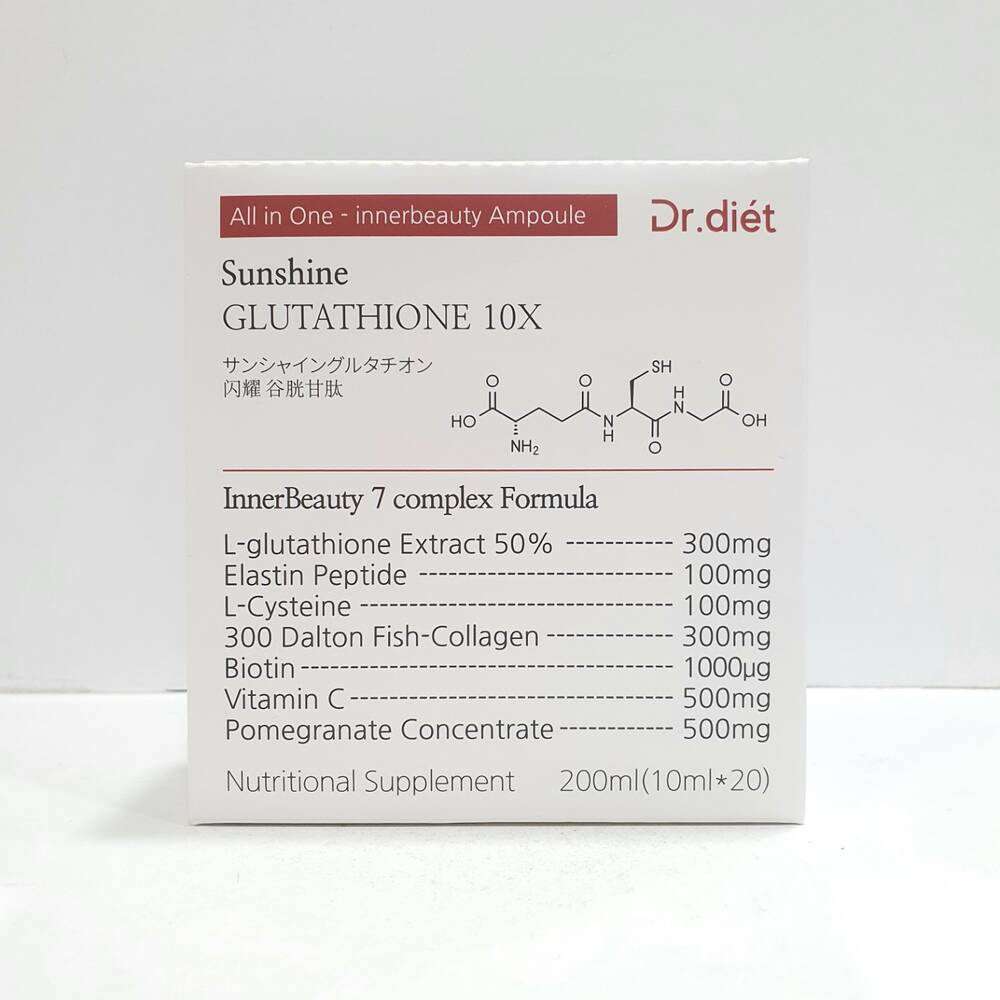 All in One - innerbeauty Ampoule
Dr.diét
Sunshine
GLUTATHIONE 10X
サンシャイングルタチオン
闪耀 谷胱甘肽
SH
O
O
H
N
O
HO
NH₂
N
H
O
OH
InnerBeauty 7 complex Formula
L-glutathione Extract 50% ----------- 300mg
Elastin Peptide -------------------------- 100mg
L-Cysteine -------------------------------- 100mg
300 Dalton Fish-Collagen ------------- 300mg
Biotin -------------------------------------- 1000μg
Vitamin C --------------------------------- 500mg
Pomegranate Concentrate ------------ 500mg
Nutritional Supplement 200ml(10ml*20)